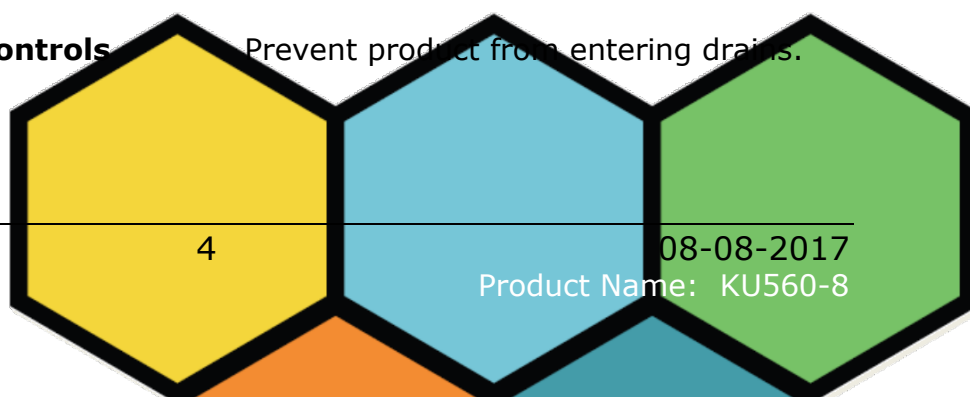 ontrols Prevent product from entering drains.
4 08-08-2017
Product Name: KU560-8